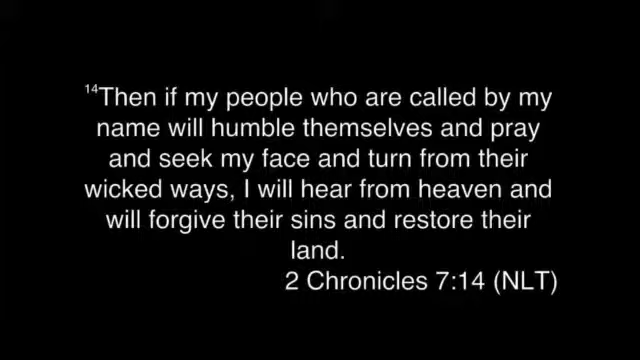 14Then if my people who are called by my
name will humble themselves and pray
and seek my face and turn from their
wicked ways, I will hear from heaven and
will forgive their sins and restore their
land.
2 Chronicles 7:14 (NLT)